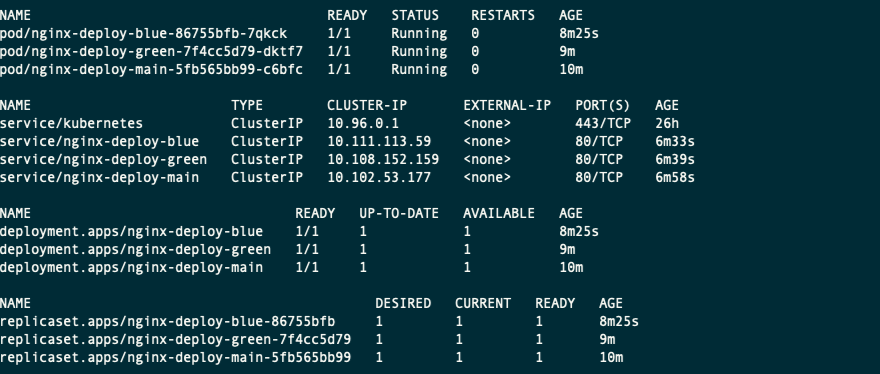 NAME READY STATUS RESTARTS AGE
pod/nginx-deploy-blue-86755bfb-7qkck 1/1 Running 0 8m25s
pod/nginx-deploy-green-7f4cc5d79-dktf7 1/1 Running 0 9m
pod/nginx-deploy-main-5fb565bb99-c6bfc 1/1 Running 0 10m
NAME TYPE CLUSTER-IP EXTERNAL-IP PORT(S) AGE
service/kubernetes ClusterIP 10.96.0.1 <none> 443/TCP 26h
service/nginx-deploy-blue ClusterIP 10.111.113.59 <none> 80/TCP 6m33s
service/nginx-deploy-green ClusterIP 10.108.152.159 <none> 80/TCP 6m39s
service/nginx-deploy-main ClusterIP 10.102.53.177 <none> 80/TCP 6m58s
NAME READY UP-TO-DATE AVAILABLE AGE
deployment.apps/nginx-deploy-blue 1/1 1 1 8m25s
deployment.apps/nginx-deploy-green 1/1 1 1 9m
deployment.apps/nginx-deploy-main 1/1 1 1 10m
NAME DESIRED CURRENT READY AGE
replicaset.apps/nginx-deploy-blue-86755bfb 1 1 1 8m25s
replicaset.apps/nginx-deploy-green-7f4cc5d79 1 1 1 9m
replicaset.apps/nginx-deploy-main-5fb565bb99 1 1 1 10m